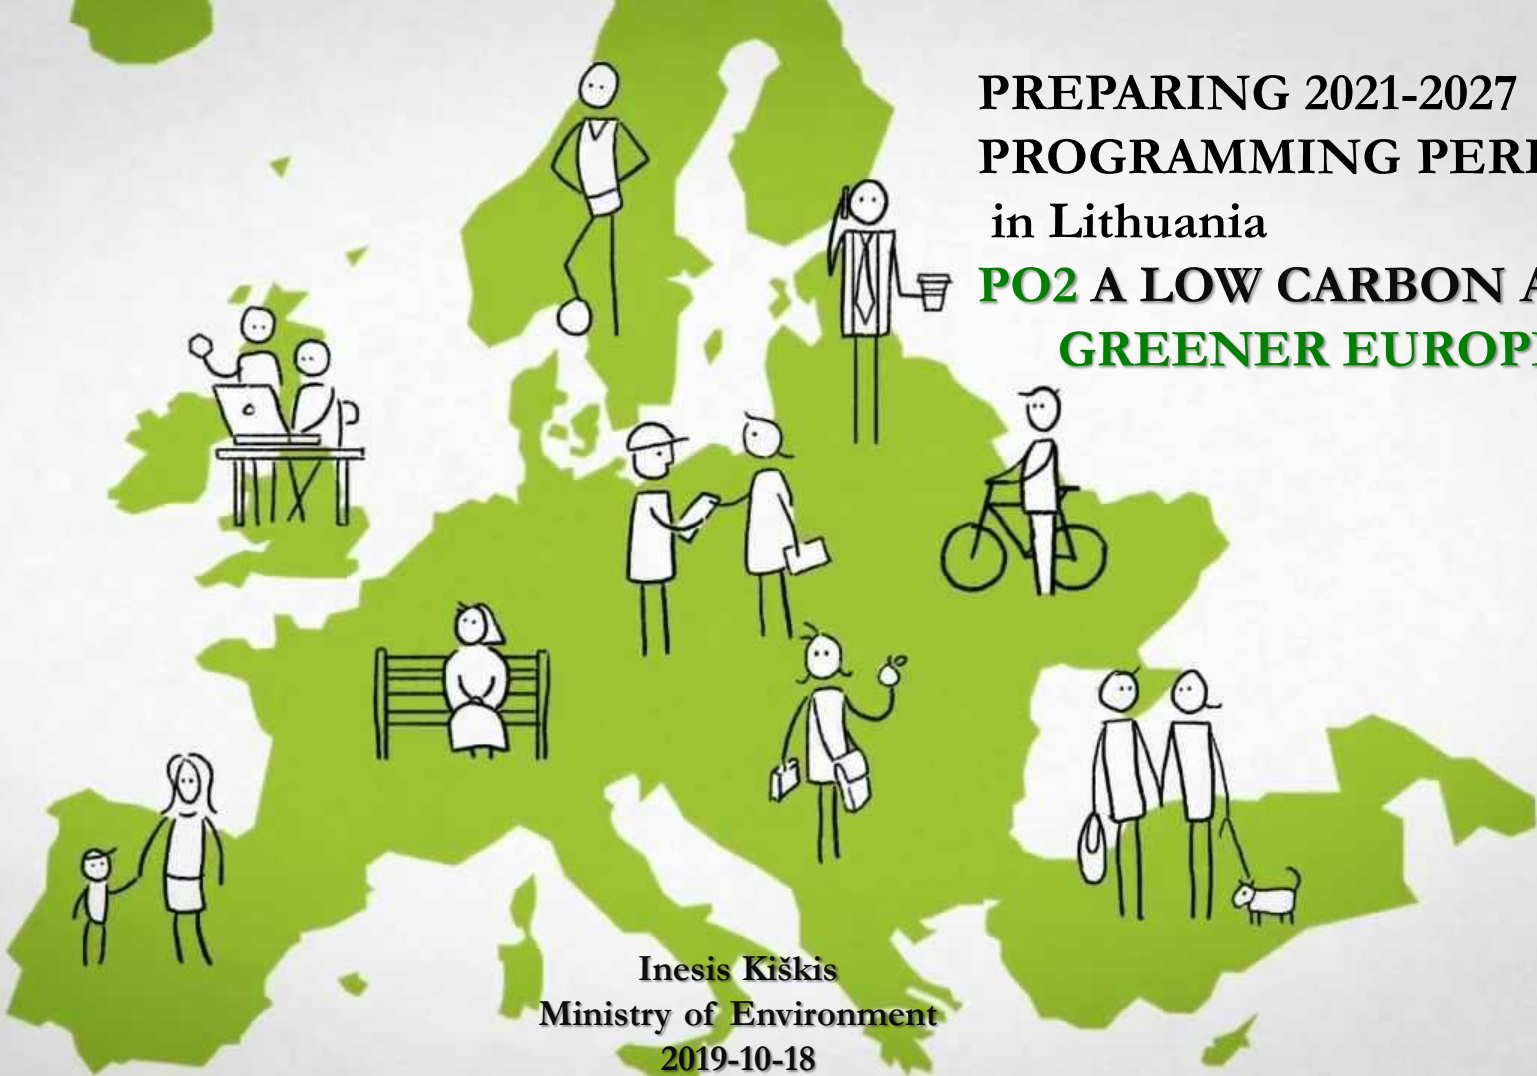 PREPARING 2021-2027
PROGRAMMING PERI
in Lithuania
PO2 A LOW CARBON A
GREENER EUROP
Inesis Kiškis
Ministry of Environment
2019-10-18